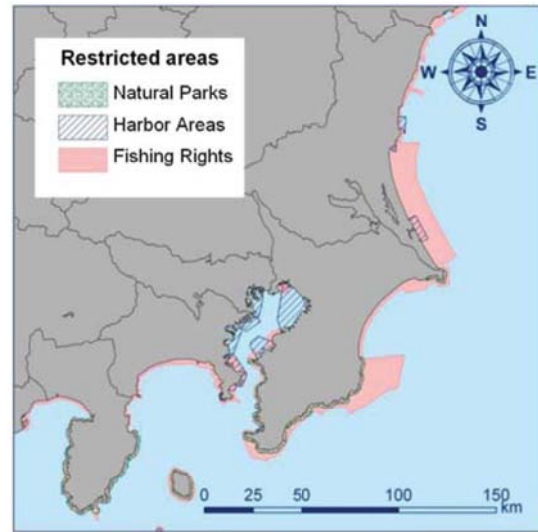 Restricted areas
Natural Parks
Harbor Areas
Fishing Rights
N
W
E
S
0 25 50 100 150
km